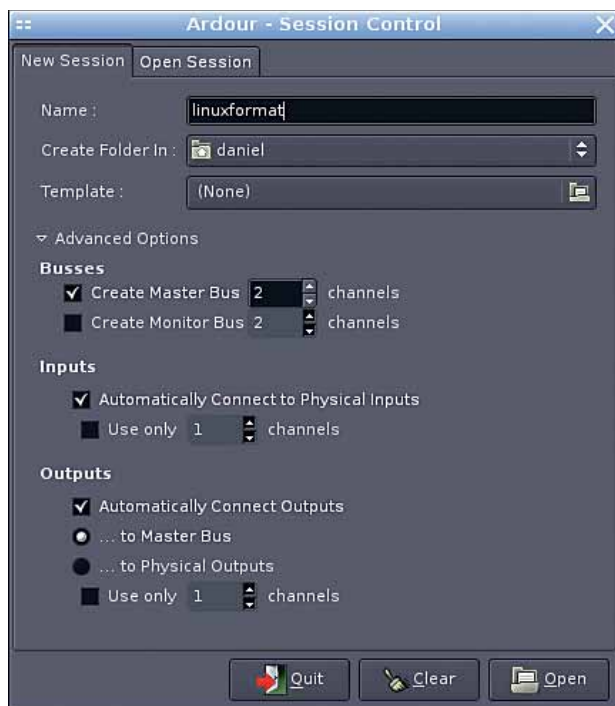 Ardour - Session Control
New Session Open Session
Name : linuxformat
Create Folder In : daniel
Template : (None)
Advanced Options
Busses
Create Master Bus 2 channels
Create Monitor Bus 2 channels
Inputs
Automatically Connect to Physical Inputs
Use only 1 channels
Outputs
Automatically Connect Outputs
... to Master Bus
... to Physical Outputs
Use only 1 channels
Quit Clear Open